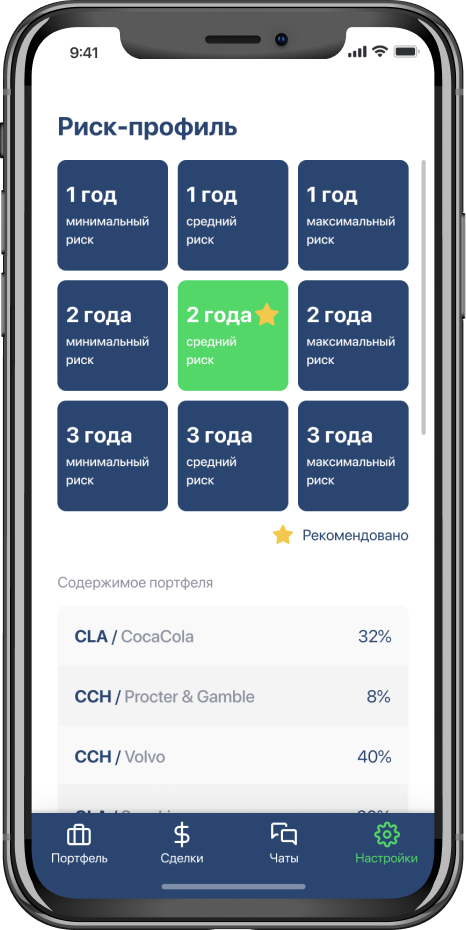 9:41
Риск-профиль
1 год
минимальный
риск
1 год
средний
риск
1 год
максимальный
риск
2 года
минимальный
риск
2 года
средний
риск
2 года
максимальный
риск
3 года
минимальный
риск
3 года
средний
риск
3 года
максимальный
риск
Рекомендовано
Содержимое портфеля
CLA / CocaCola 32%
CCH / Procter & Gamble 8%
CCH / Volvo 40%
Портфель Сделки Чаты Настройки